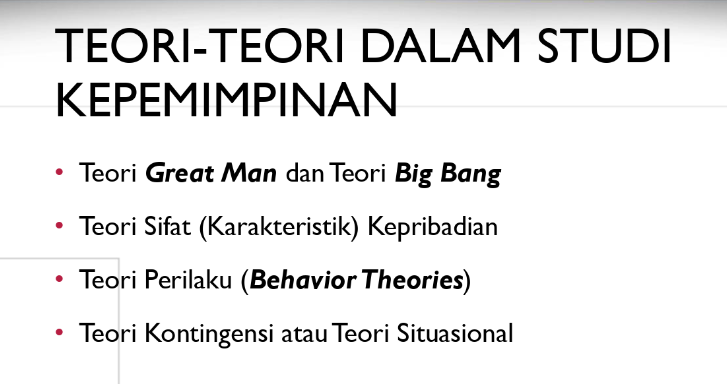 TEORI-TEORI DALAM STUDI
KEPEMIMPINAN
• Teori Great Man dan Teori Big Bang
• Teori Sifat (Karakteristik) Kepribadian
• Teori Perilaku (Behavior Theories)
• Teori Kontingensi atau Teori Situasional